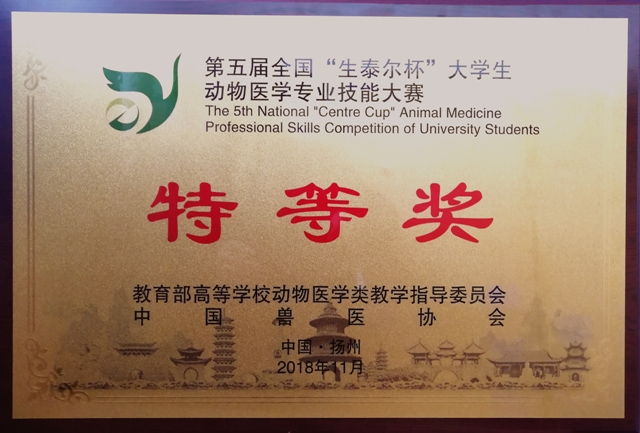 第五届全国“生泰尔杯”大学生
动物医学专业技能大赛
The 5th National "Centre Cup" Animal Medicine
Professional Skills Competition of University Students
特等奖
教育部高等学校动物医学类教学指导委员会
中国兽医协会
中国·扬州
2018年11月